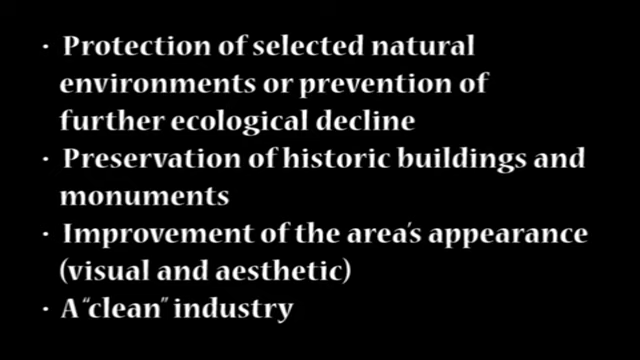 · Protection of selected natural
environments or prevention of
further ecological decline
· Preservation of historic buildings and
monuments
· Improvement of the area's appearance
(visual and aesthetic)
· A “clean” industry